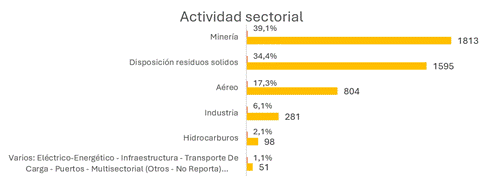 Actividad sectorial
39,1%
Minería
1813
34,4%
Disposición residuos solidos
1595
17,3%
Aéreo
804
6,1%
Industria
281
2,1%
Hidrocarburos
98
1,1%
Varios: Eléctrico-Energético - Infraestructura - Transporte De
Carga - Puertos - Multisectorial (Otros - No Reporta)...
51